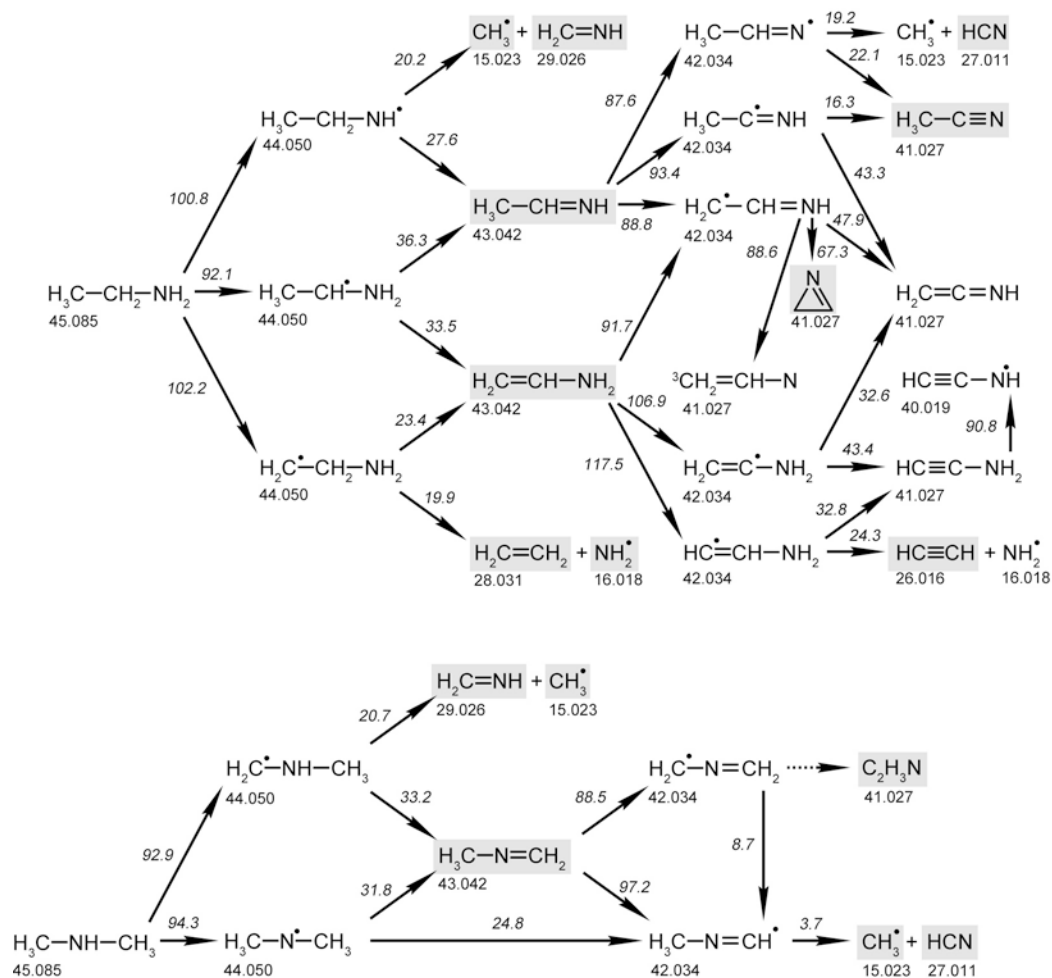 CH₃• + H₂C=NH
15.023 29.026
20.2
H₃C−CH=N•
42.034
19.2
CH₃• + HCN
15.023 27.011
22.1
H₃C−CH₂−NH•
44.050
87.6
H₃C−C•=NH
42.034
16.3
H₃C−C≡N
41.027
27.6
93.4
43.3
100.8
H₃C−CH=NH
43.042
88.8
H₂C•−CH=NH
42.034
47.9
36.3
88.6
67.3
H₃C−CH₂−NH₂
45.085
92.1
H₃C−CH•−NH₂
44.050
N
41.027
H₂C=C=NH
41.027
33.5
91.7
102.2
H₂C=CH−NH₂
43.042
³CH₂=CH−N
41.027
HC≡C−NH•
40.019
32.6
23.4
106.9
90.8
H₂C•−CH₂−NH₂
44.050
117.5
H₂C=C•−NH₂
42.034
43.4
HC≡C−NH₂
41.027
19.9
32.8
H₂C=CH₂ + NH₂•
28.031 16.018
HC•=CH−NH₂
42.034
24.3
HC≡CH + NH₂•
26.016 16.018
H₂C=NH + CH₃•
29.026 15.023
20.7
H₂C•−NH−CH₃
44.050
H₂C•−N=CH₂
42.034
C₂H₃N
41.027
33.2
88.5
92.9
H₃C−N=CH₂
43.042
8.7
31.8
97.2
H₃C−NH−CH₃
45.085
94.3
H₃C−N•−CH₃
44.050
24.8
H₃C−N=CH•
42.034
3.7
CH₃• + HCN
15.023 27.011